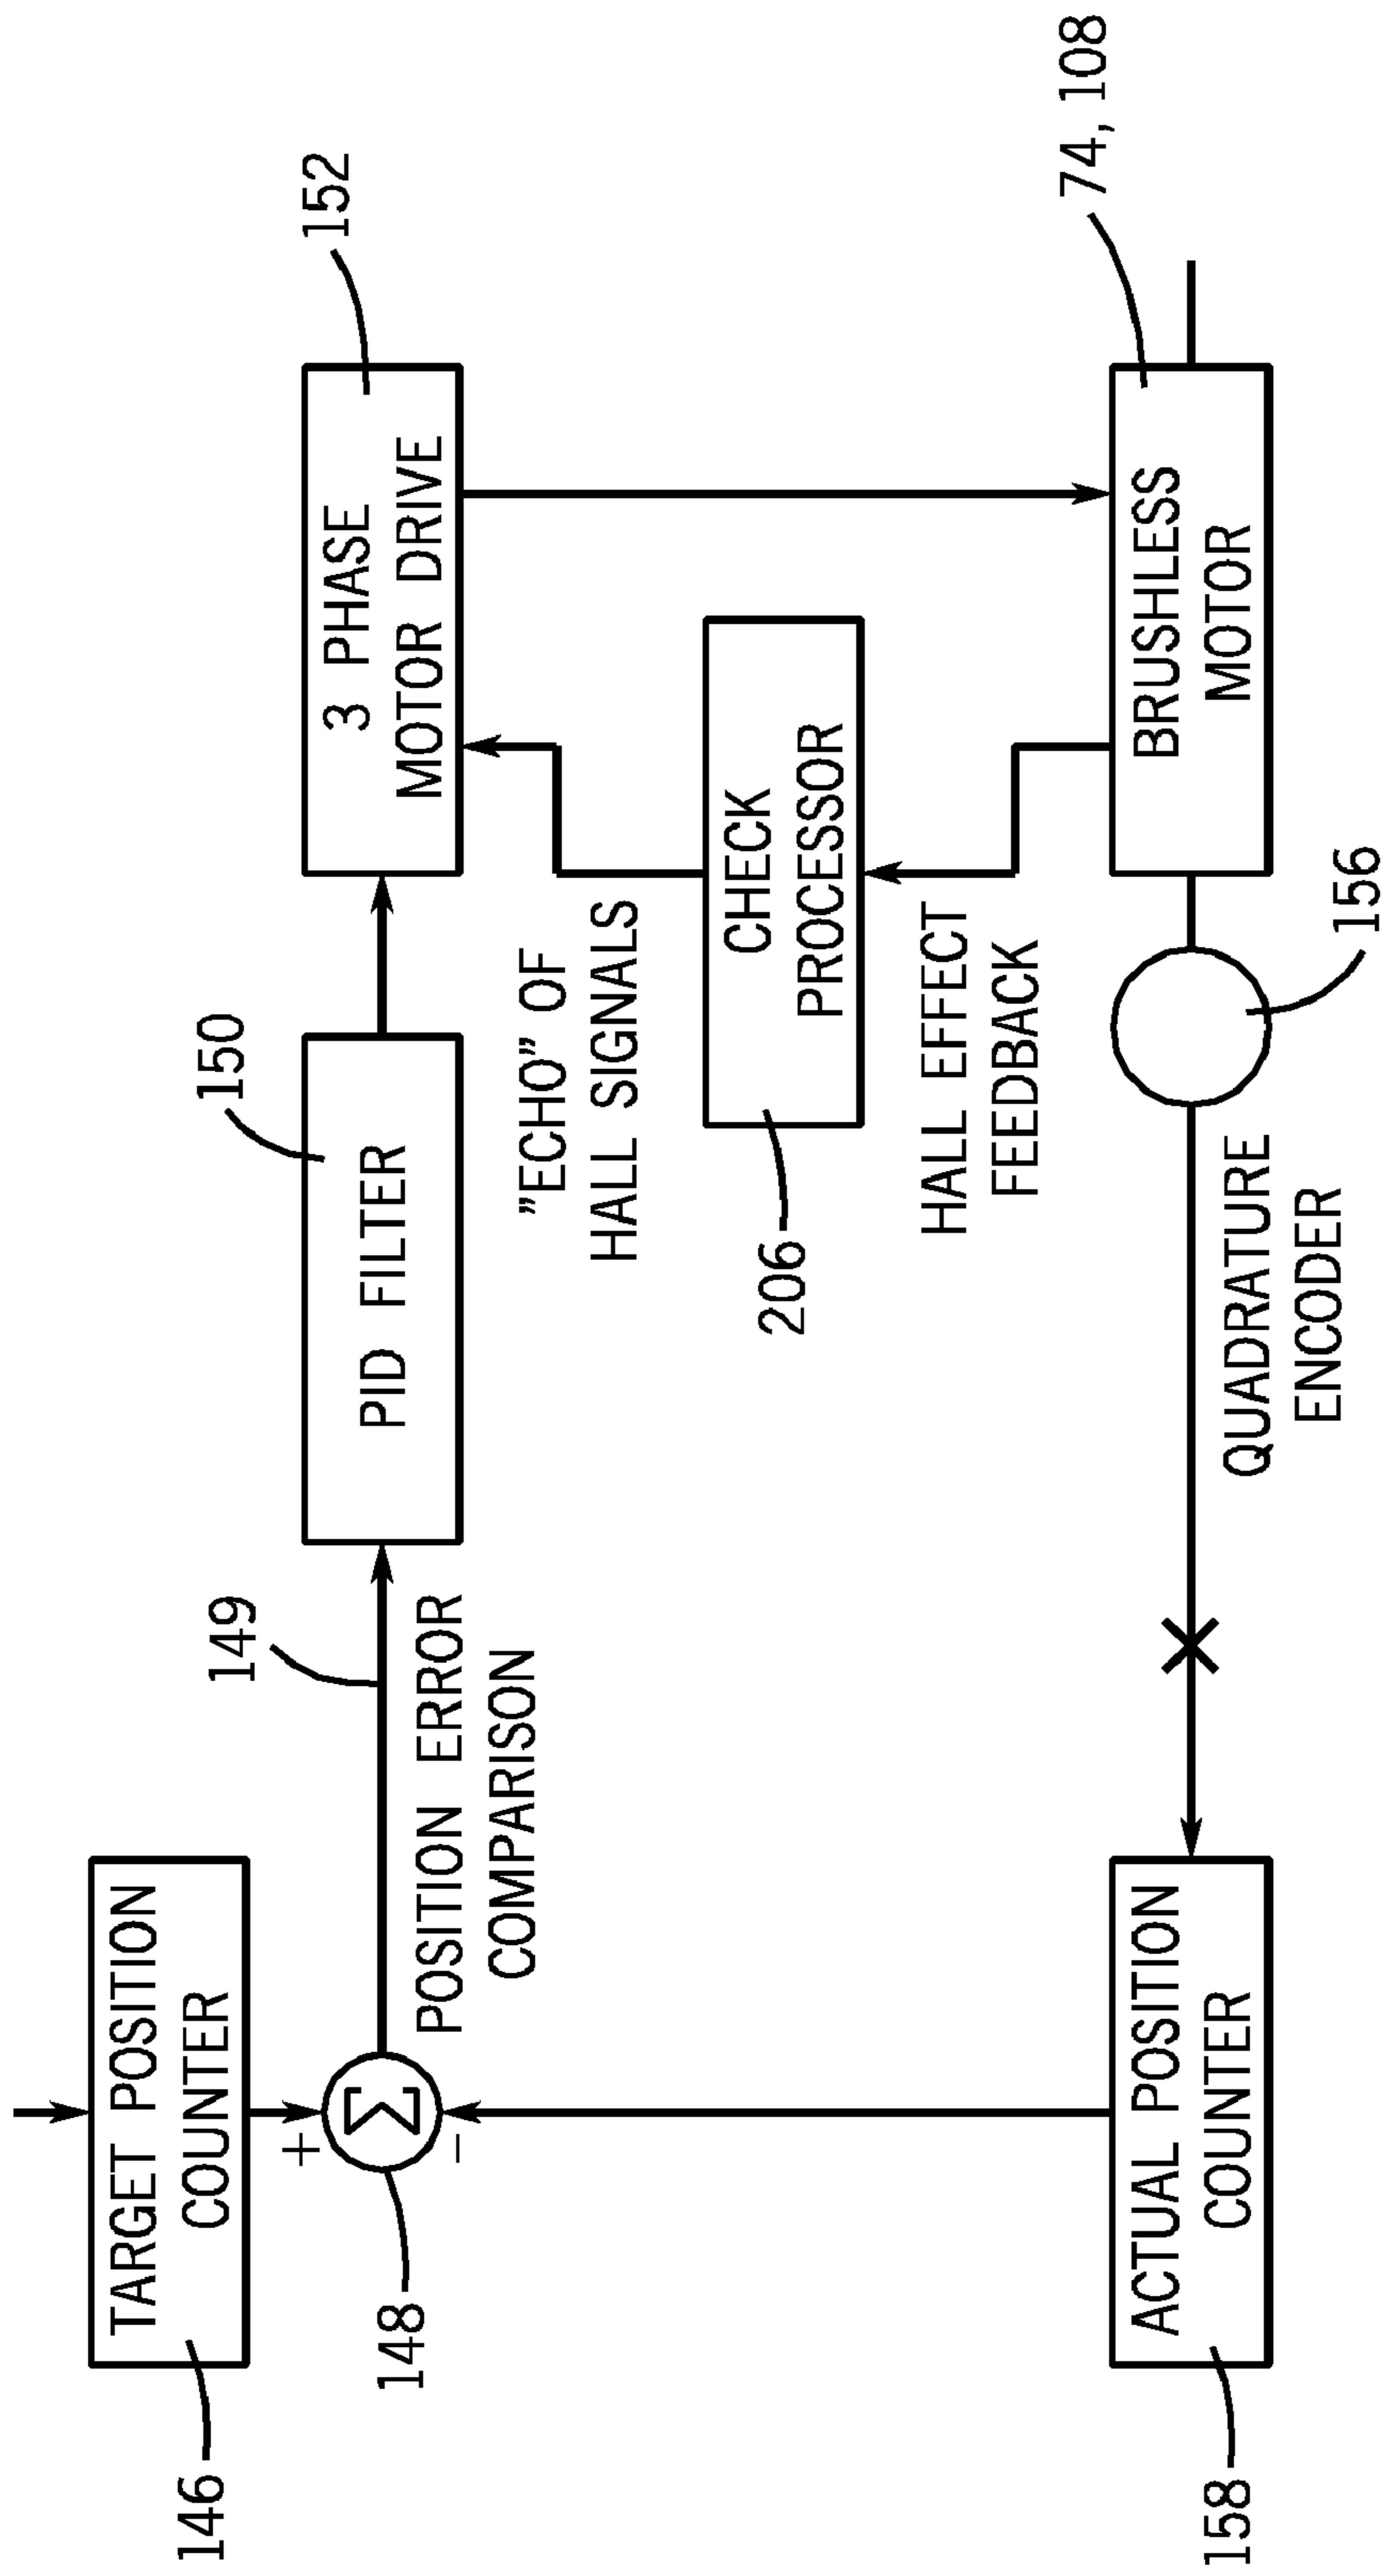 146
TARGET POSITION
COUNTER
+
Σ
-
148
149
POSITION ERROR
COMPARISON
150
PID FILTER
152
3 PHASE
MOTOR DRIVE
"ECHO" OF
HALL SIGNALS
CHECK
PROCESSOR
206
HALL EFFECT
FEEDBACK
74, 108
BRUSHLESS
MOTOR
156
QUADRATURE
ENCODER
ACTUAL POSITION
COUNTER
158